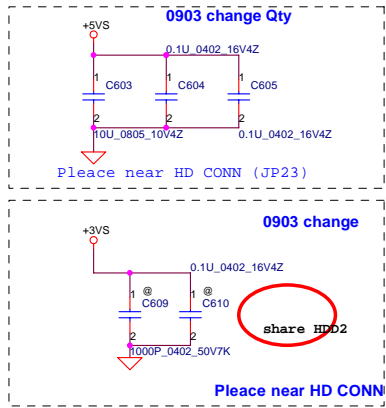 0903 change Qty
+5VS
0.1U_0402_16V4Z
1 1 1
C603 C604 C605
2 2 2
10U_0805_10V4Z 0.1U_0402_16V4Z
Pleace near HD CONN (JP23)
0903 change
+3VS
0.1U_0402_16V4Z
@ @
1 1
C609 C610
share HDD2
2 2
1000P_0402_50V7K
Pleace near HD CONN